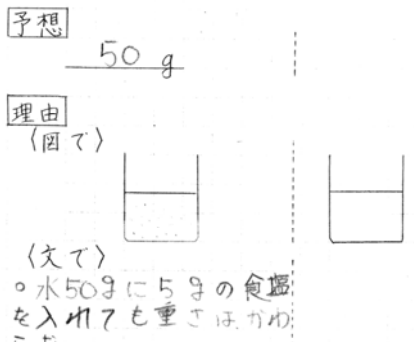 予想
50 g
理由
〈図で〉
〈文で〉
。水50gに5gの食塩
を入れても重さはかわ